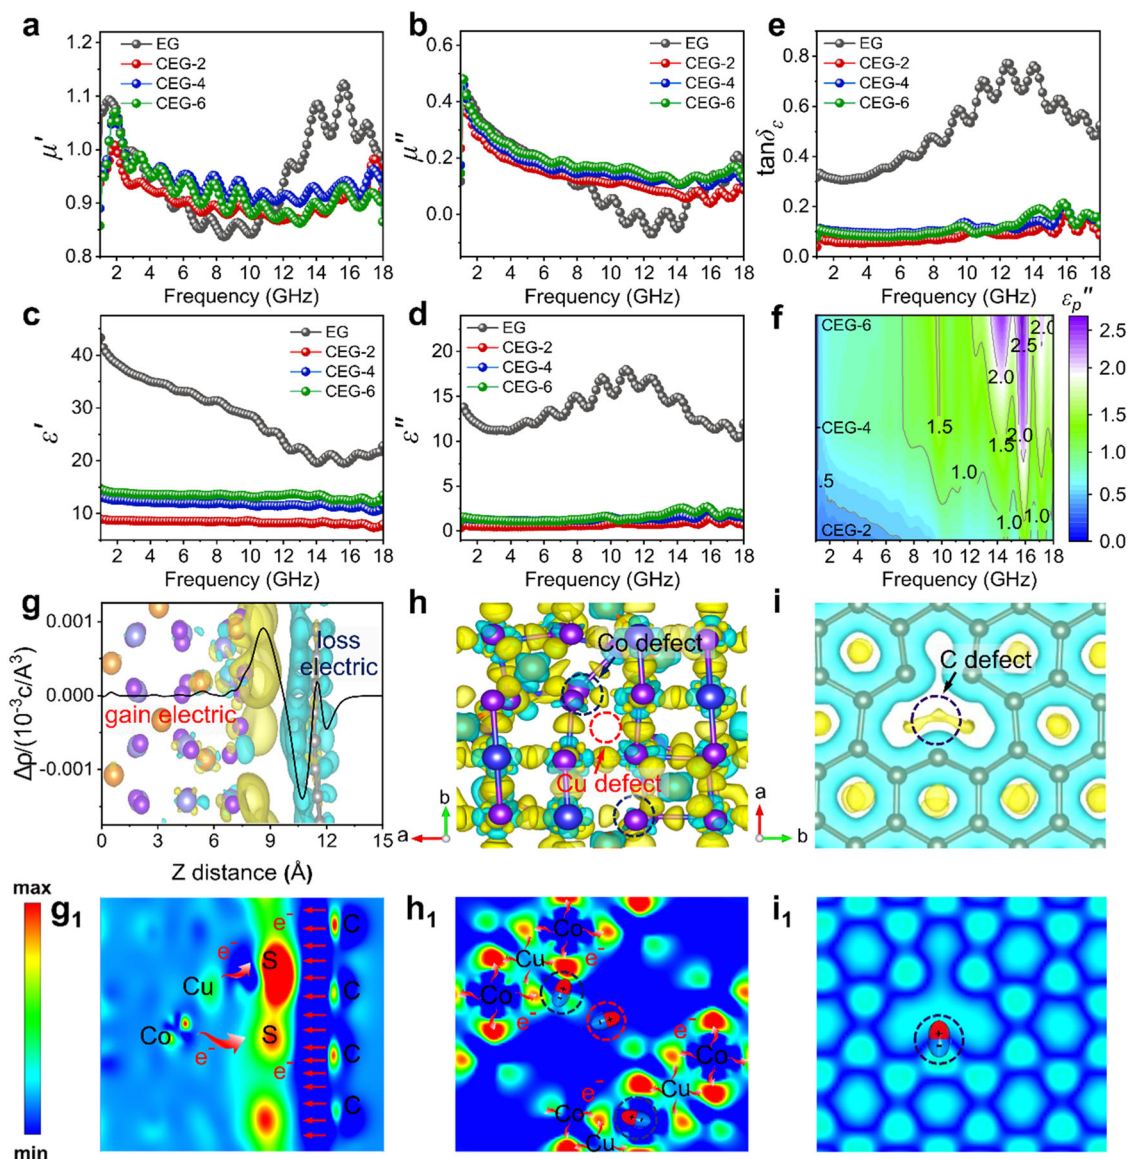 a
1.2
1.1
1.0
0.9
0.8
μ'
EG
CEG-2
CEG-4
CEG-6
2 4 6 8 10 12 14 16 18
Frequency (GHz)
b
0.6
0.4
0.2
0.0
μ''
EG
CEG-2
CEG-4
CEG-6
2 4 6 8 10 12 14 16 18
Frequency (GHz)
e
0.8
0.6
0.4
0.2
0.0
tanδε
EG
CEG-2
CEG-4
CEG-6
2 4 6 8 10 12 14 16 18
Frequency (GHz)
c
40
30
20
10
ε'
EG
CEG-2
CEG-4
CEG-6
2 4 6 8 10 12 14 16 18
Frequency (GHz)
d
25
20
15
10
5
0
ε''
EG
CEG-2
CEG-4
CEG-6
2 4 6 8 10 12 14 16 18
Frequency (GHz)
f
εp''
CEG-6
CEG-4
CEG-2
2.0
2.5
2.0
1.5
1.5
2.0
1.0
.5
1.0
1.0
2.5
2.0
1.5
1.0
0.5
0.0
2 4 6 8 10 12 14 16 18
Frequency (GHz)
g
0.001
0.000
-0.001
Δρ/(10⁻³c/A³)
loss
electric
gain electric
0 3 6 9 12 15
Z distance (Å)
h
Co defect
Cu defect
b
a
a
b
i
C defect
max
min
g1
e⁻
S
e⁻
Cu
Co
S
e⁻
e⁻
C
C
C
C
h1
Co
e⁻
Cu
Co
+
-
e⁻
+
-
e⁻
Co
e⁻
Cu
Co
+
-
Cu
i1
+
-